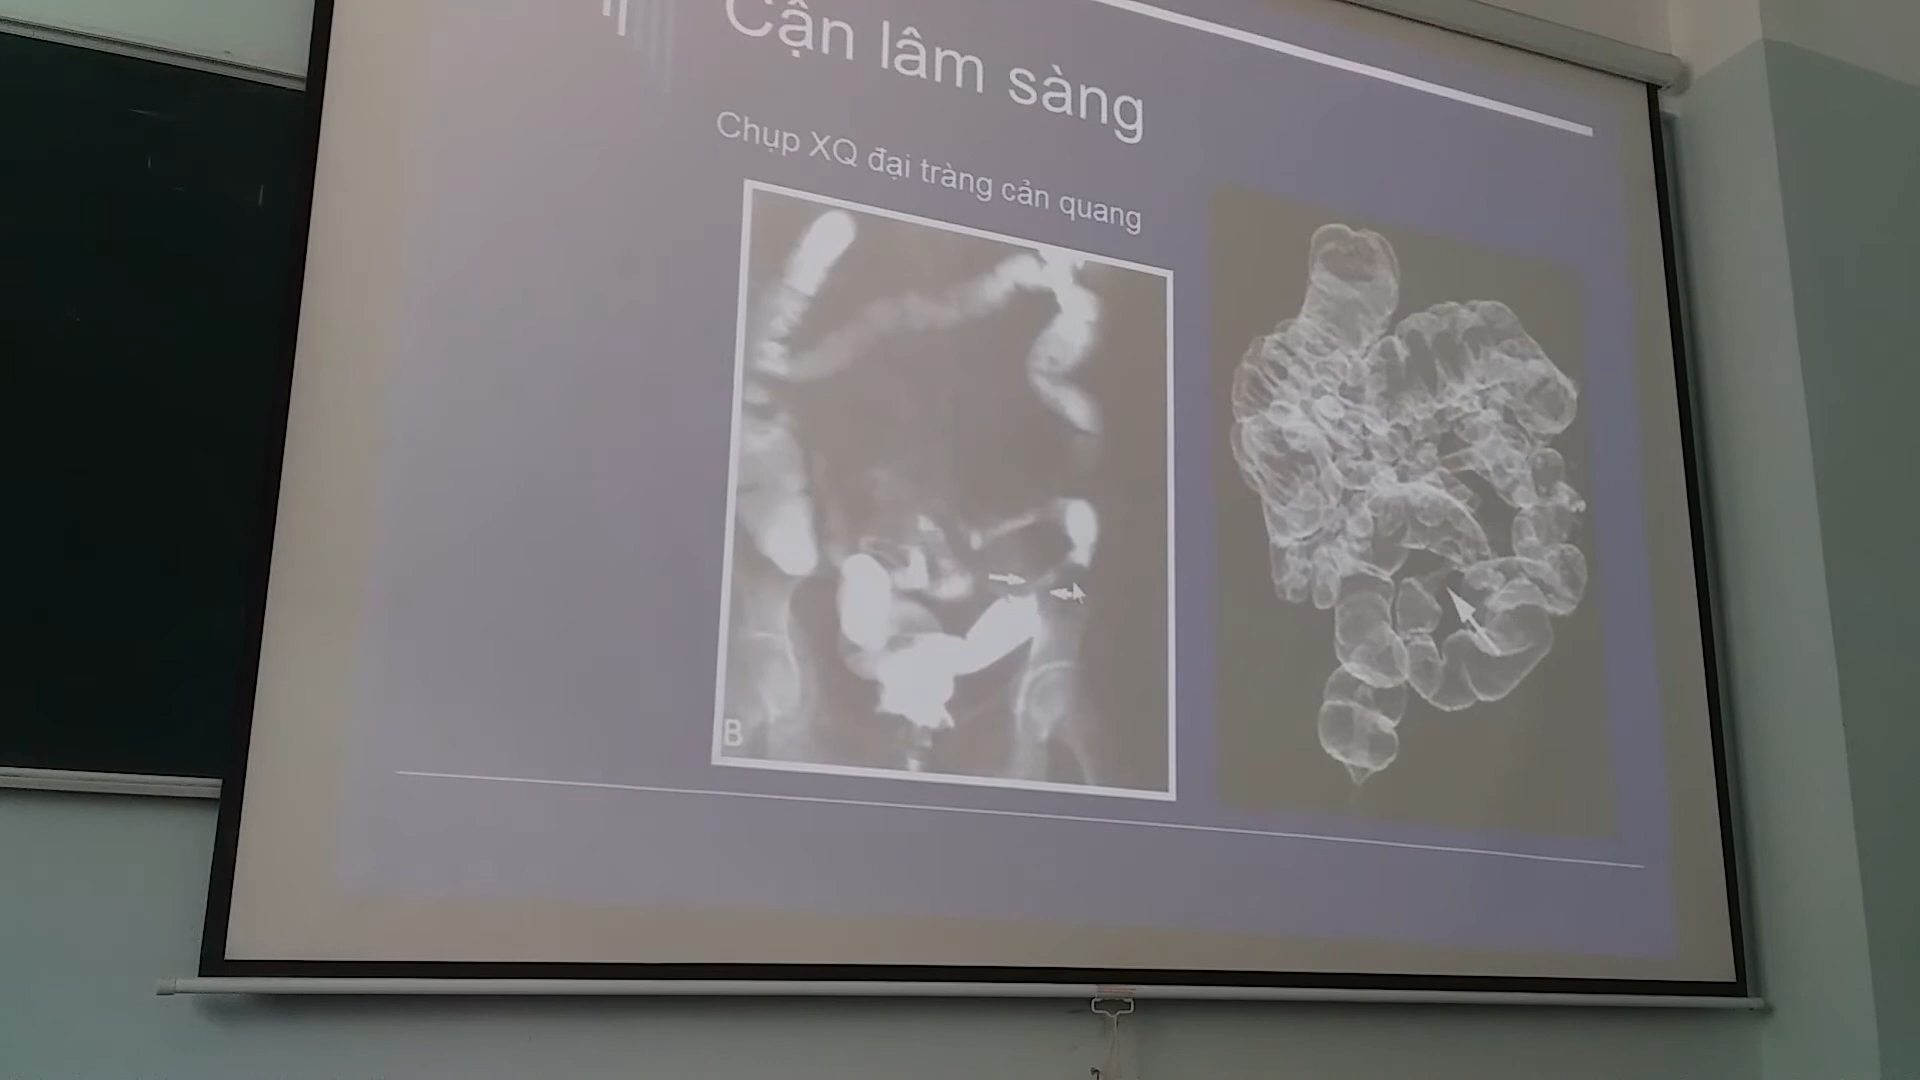 Cận lâm sàng
Chụp XQ đại tràng cản quang
B